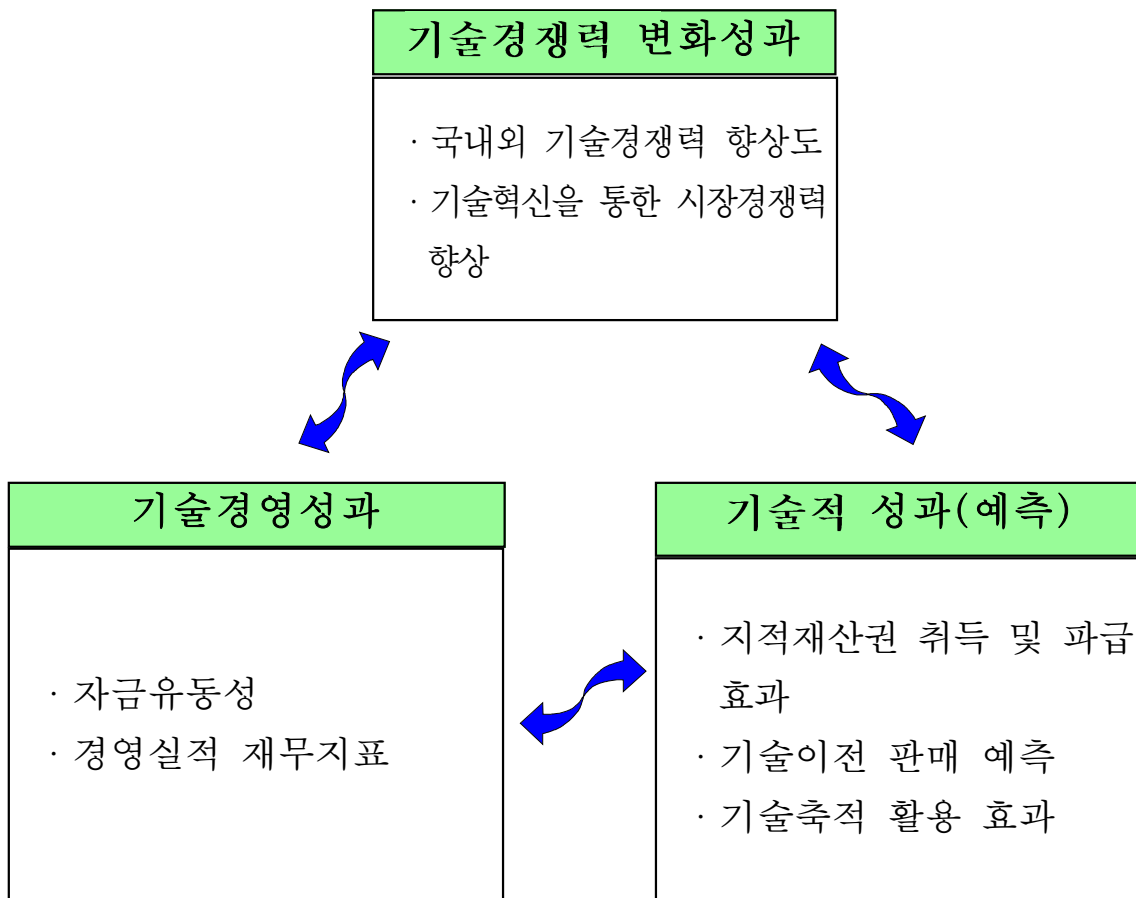 기술경쟁력 변화성과
· 국내외 기술경쟁력 향상도
· 기술혁신을 통한 시장경쟁력
향상
기술경영성과
· 자금유동성
· 경영실적 재무지표
기술적 성과(예측)
· 지적재산권 취득 및 파급
효과
· 기술이전 판매 예측
· 기술축적 활용 효과